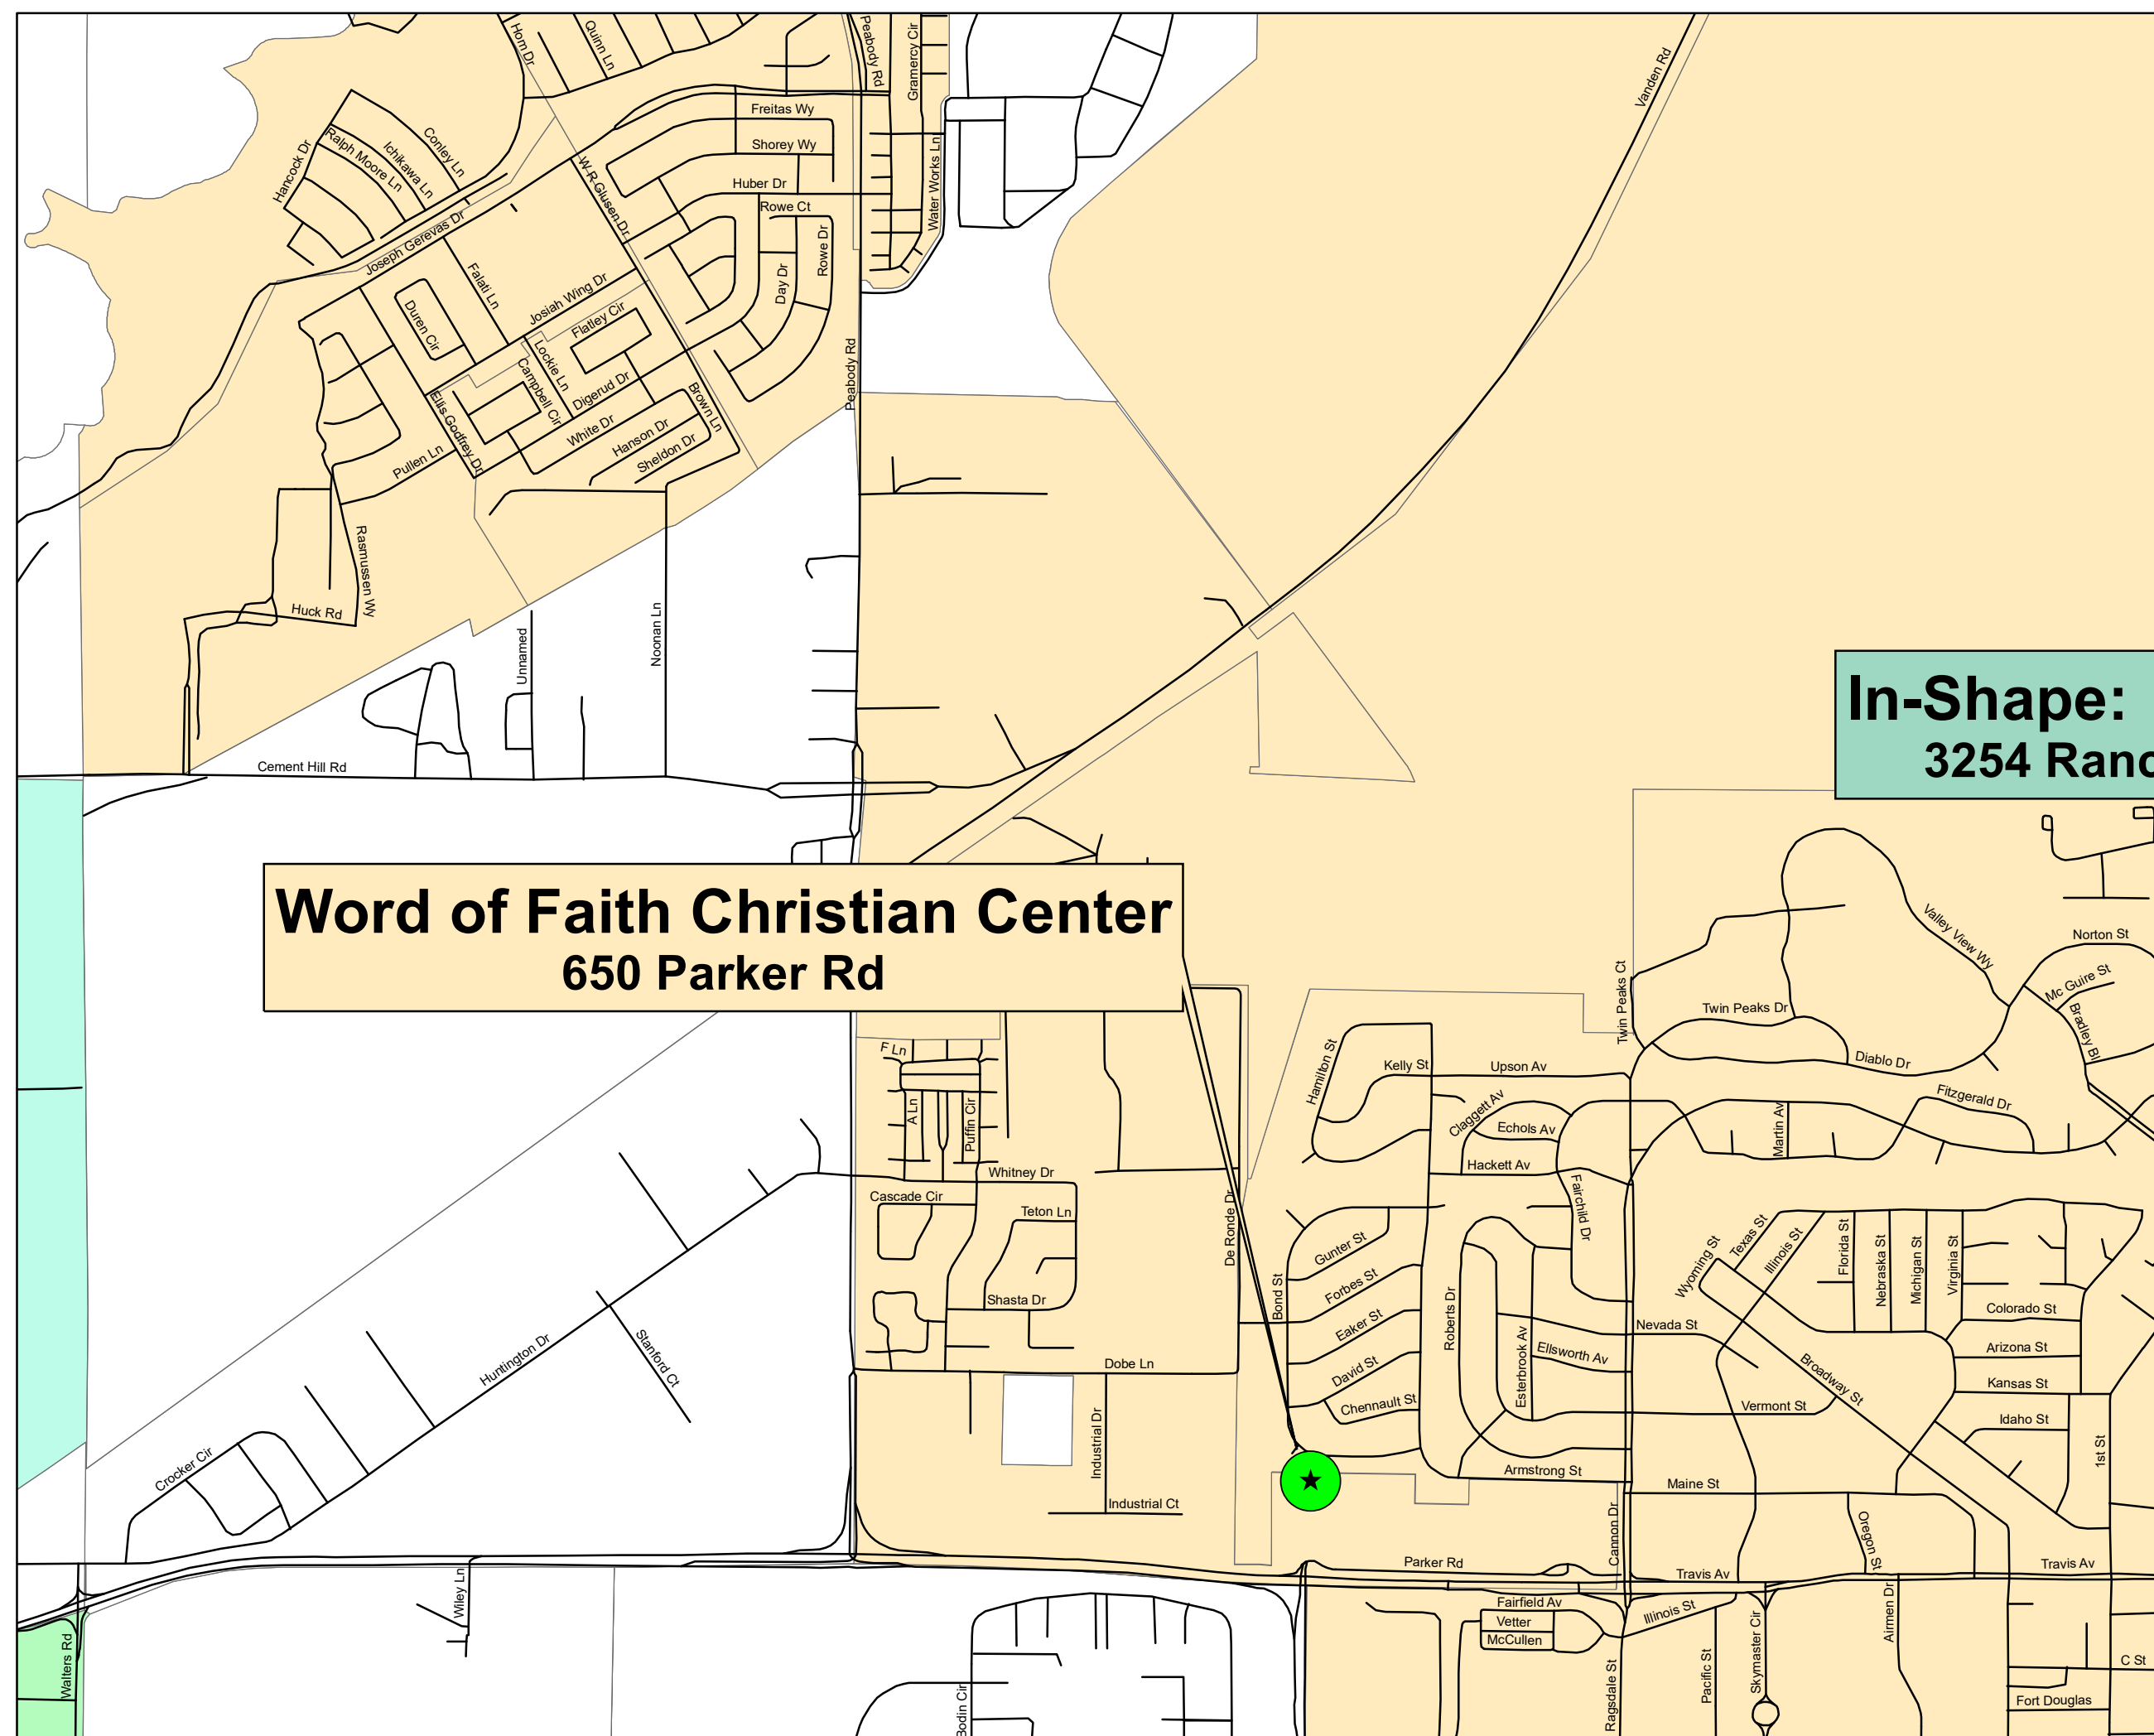 Hom Dr
Quinn Ln
Peabody Rd
Gramercy Cir
Vanden Rd
Freitas Wy
Shorey Wy
Huber Dr
Rowe Ct
Rowe Dr
Day Dr
Water Works Ln
Hancock Dr
Ralph Moore Ln
Ichikawa Ln
Conley Ln
W R Glusen Dr
Joseph Gerevas Dr
Falati Ln
Josiah Wing Dr
Duren Cir
Flatley Cir
Lockie Ln
Campbell Cir
Digerud Dr
Ellis Godfrey Dr
White Dr
Hanson Dr
Sheldon Dr
Brown Ln
Pullen Ln
Peabody Rd
Rasmussen Wy
Huck Rd
Unnamed
Noonan Ln
Cement Hill Rd
In-Shape:
3254 Ranc
Word of Faith Christian Center
650 Parker Rd
Valley View Wy
Norton St
Mc Guire St
Bradley Bl
Twin Peaks Ct
Twin Peaks Dr
Diablo Dr
Fitzgerald Dr
Martin Av
F Ln
A Ln
Puffin Cir
Hamilton St
Kelly St
Upson Av
Claggett Av
Echols Av
Hackett Av
Fairchild Dr
Whitney Dr
Cascade Cir
Teton Ln
De Ronde Dr
Shasta Dr
Dobe Ln
Bond St
Gunter St
Forbes St
Eaker St
David St
Chennault St
Roberts Dr
Esterbrook Av
Ellsworth Av
Nevada St
Wyoming St
Texas St
Illinois St
Florida St
Nebraska St
Michigan St
Virginia St
Colorado St
Arizona St
Kansas St
Idaho St
Broadway St
Vermont St
1st St
Huntington Dr
Stanford Ct
Crocker Cir
Industrial Dr
Industrial Ct
Armstrong St
Maine St
Cannon Dr
Oregon St
Parker Rd
Travis Av
Travis Av
Wiley Ln
Walters Rd
Bodin Cir
Fairfield Av
Vetter
McCullen
Illinois St
Ragsdale St
Pacific St
Skymaster Cir
Airmen Dr
C St
Fort Douglas